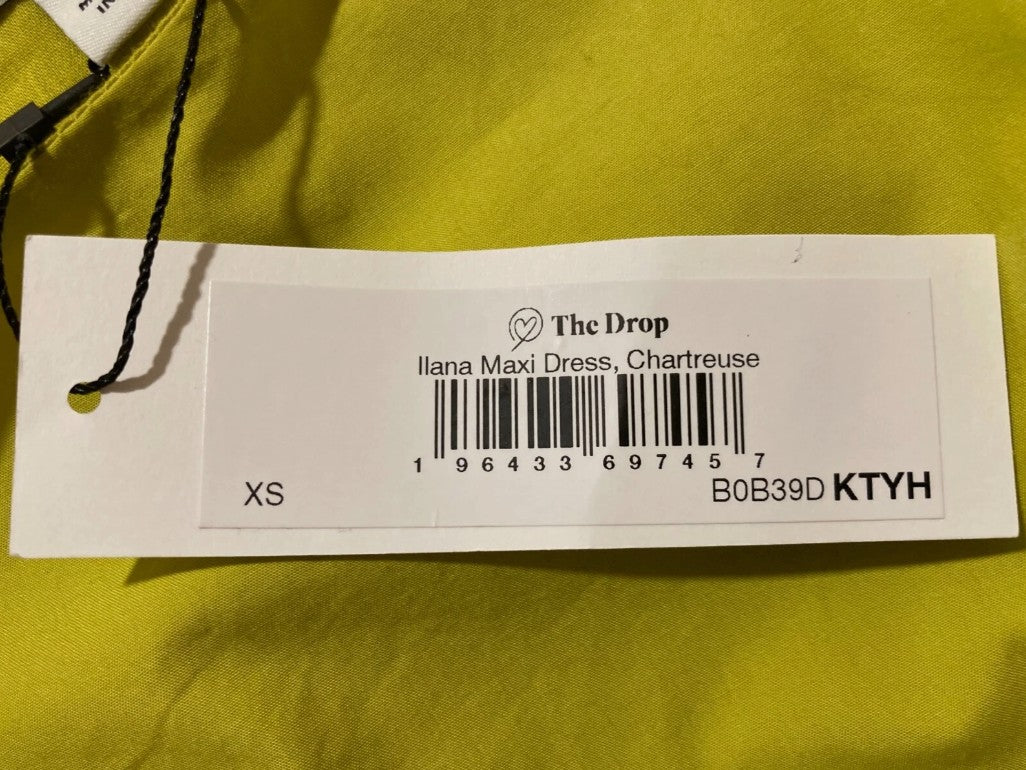 The Drop
Ilana Maxi Dress, Chartreuse
1 96433 69745 7
XS
B0B39D KTYH